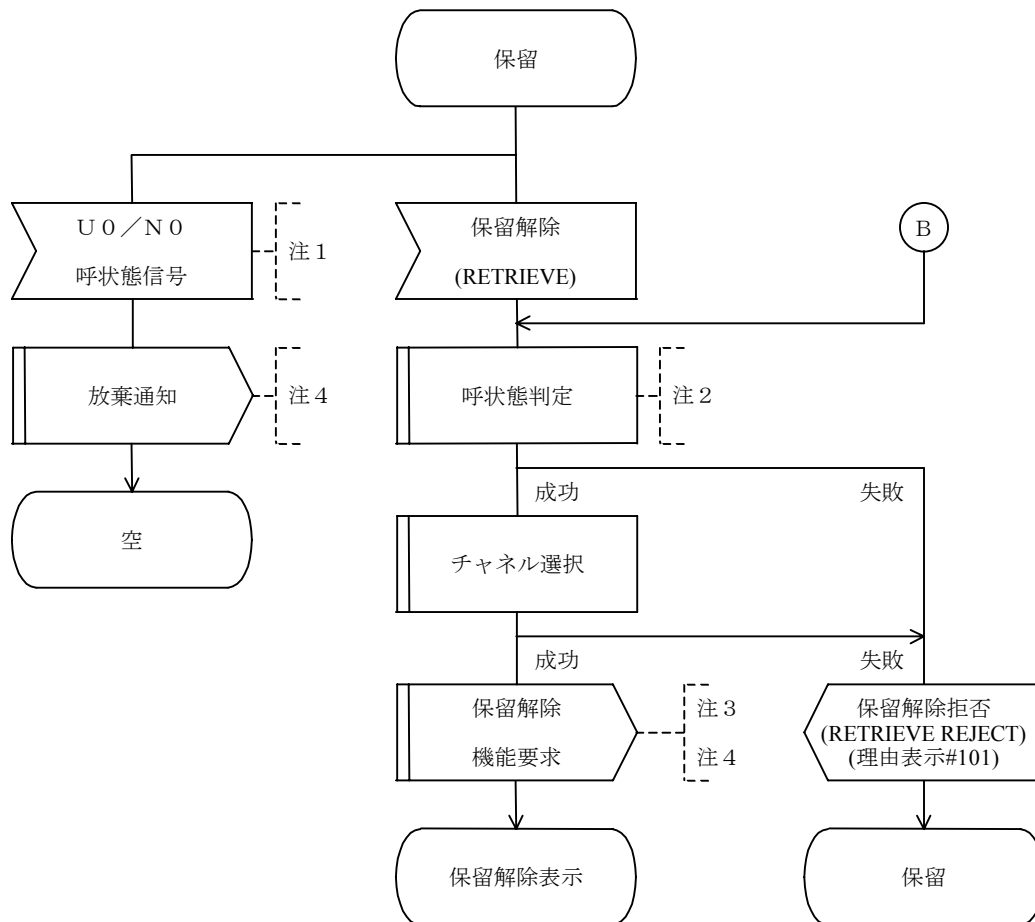 保留
Ｕ０／Ｎ０
呼状態信号
注１
保留解除
(RETRIEVE)
Ｂ
放棄通知
注４
呼状態判定
注２
成功
失敗
空
チャネル選択
成功
失敗
保留解除
機能要求
注３
注４
保留解除拒否
(RETRIEVE REJECT)
(理由表示#101)
保留解除表示
保留